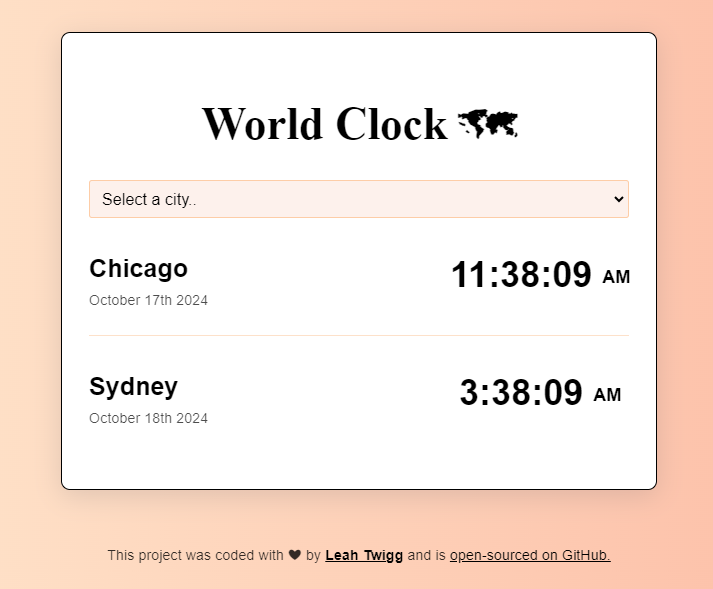 World Clock
Select a city..
Chicago
11:38:09 AM
October 17th 2024
Sydney
3:38:09 AM
October 18th 2024
This project was coded with ❤ by Leah Twigg and is open-sourced on GitHub.